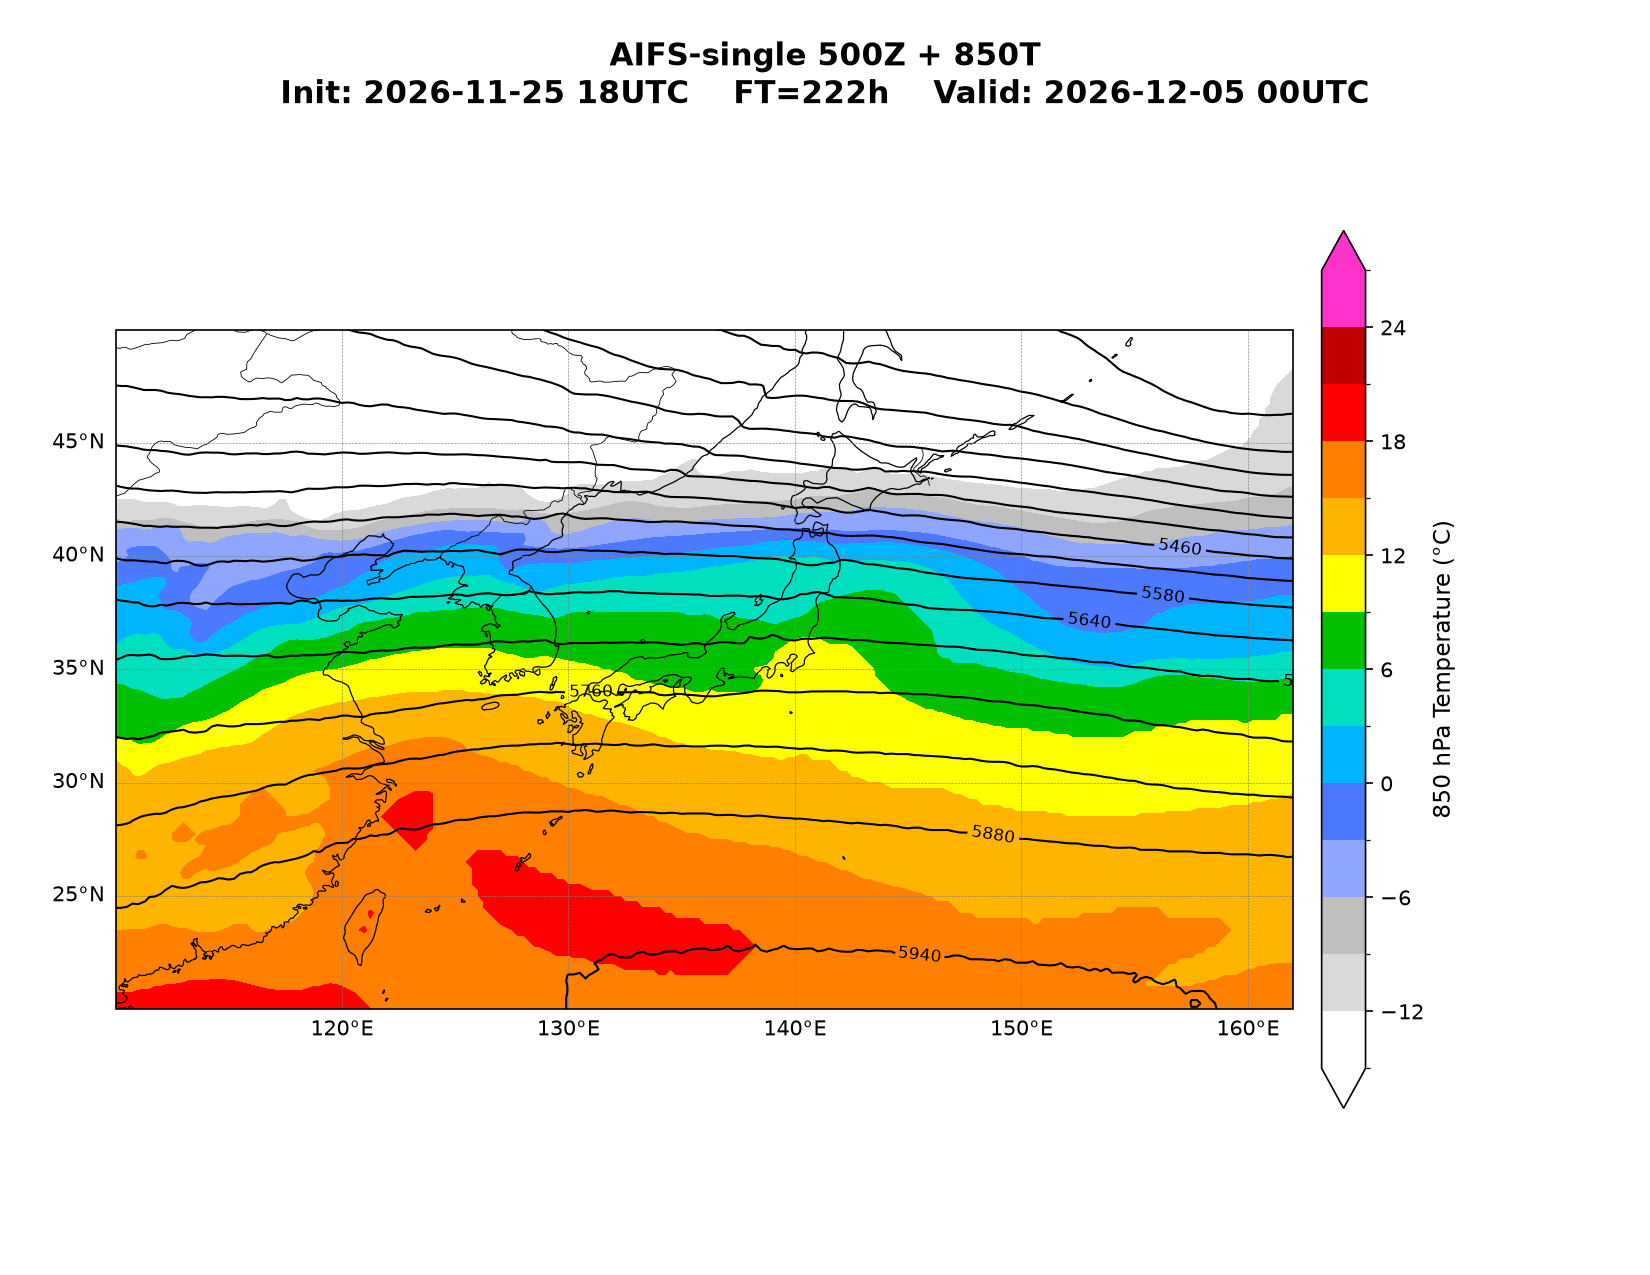 AIFS-single 500Z + 850T
Init: 2026-11-25 18UTC    FT=222h    Valid: 2026-12-05 00UTC
24
18
12
6
0
−6
−12
850 hPa Temperature (°C)
45°N
40°N
35°N
30°N
25°N
5460
5580
5640
5
5760
5880
5940
120°E
130°E
140°E
150°E
160°E